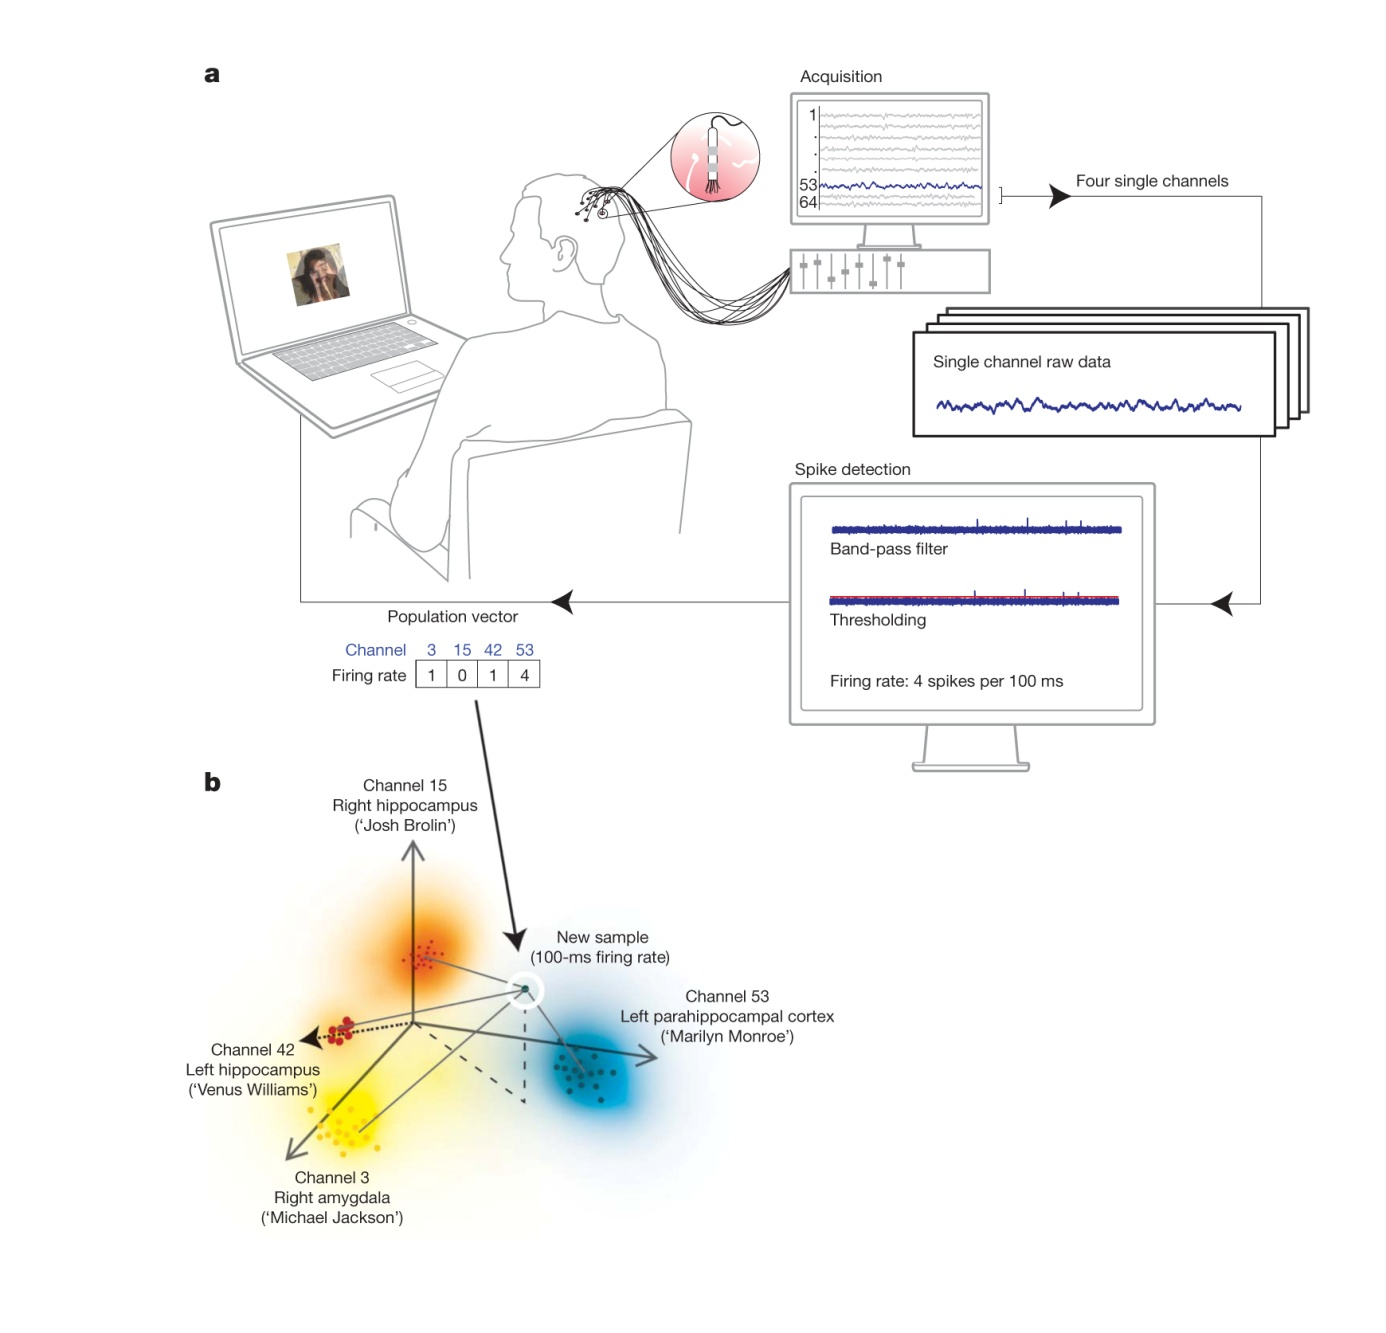 a
Acquisition
1
.
.
.
53
64
Four single channels
Single channel raw data
Spike detection
Band-pass filter
Thresholding
Firing rate: 4 spikes per 100 ms
Population vector
Channel 3 15 42 53
Firing rate 1 0 1 4
b
Channel 15
Right hippocampus
(‘Josh Brolin’)
New sample
(100-ms firing rate)
Channel 53
Left parahippocampal cortex
(‘Marilyn Monroe’)
Channel 42
Left hippocampus
(‘Venus Williams’)
Channel 3
Right amygdala
(‘Michael Jackson’)